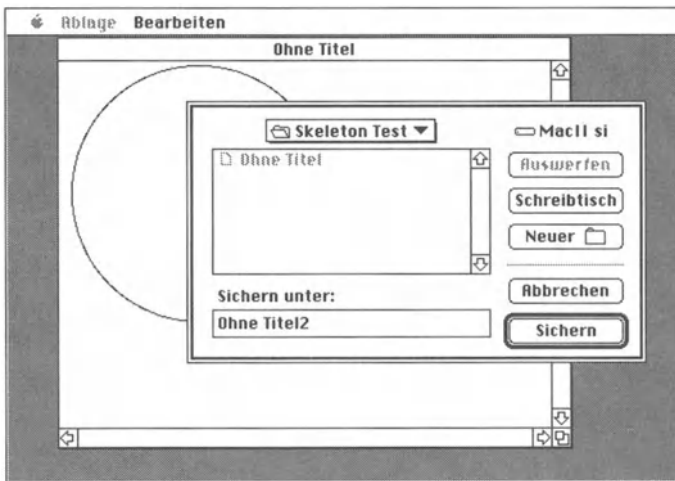 Ablage Bearbeiten
Ohne Titel
Skeleton Test
MacII si
Ohne Titel
Auswerfen
Schreibtisch
Neuer
Sichern unter:
Abbrechen
Ohne Titel2
Sichern